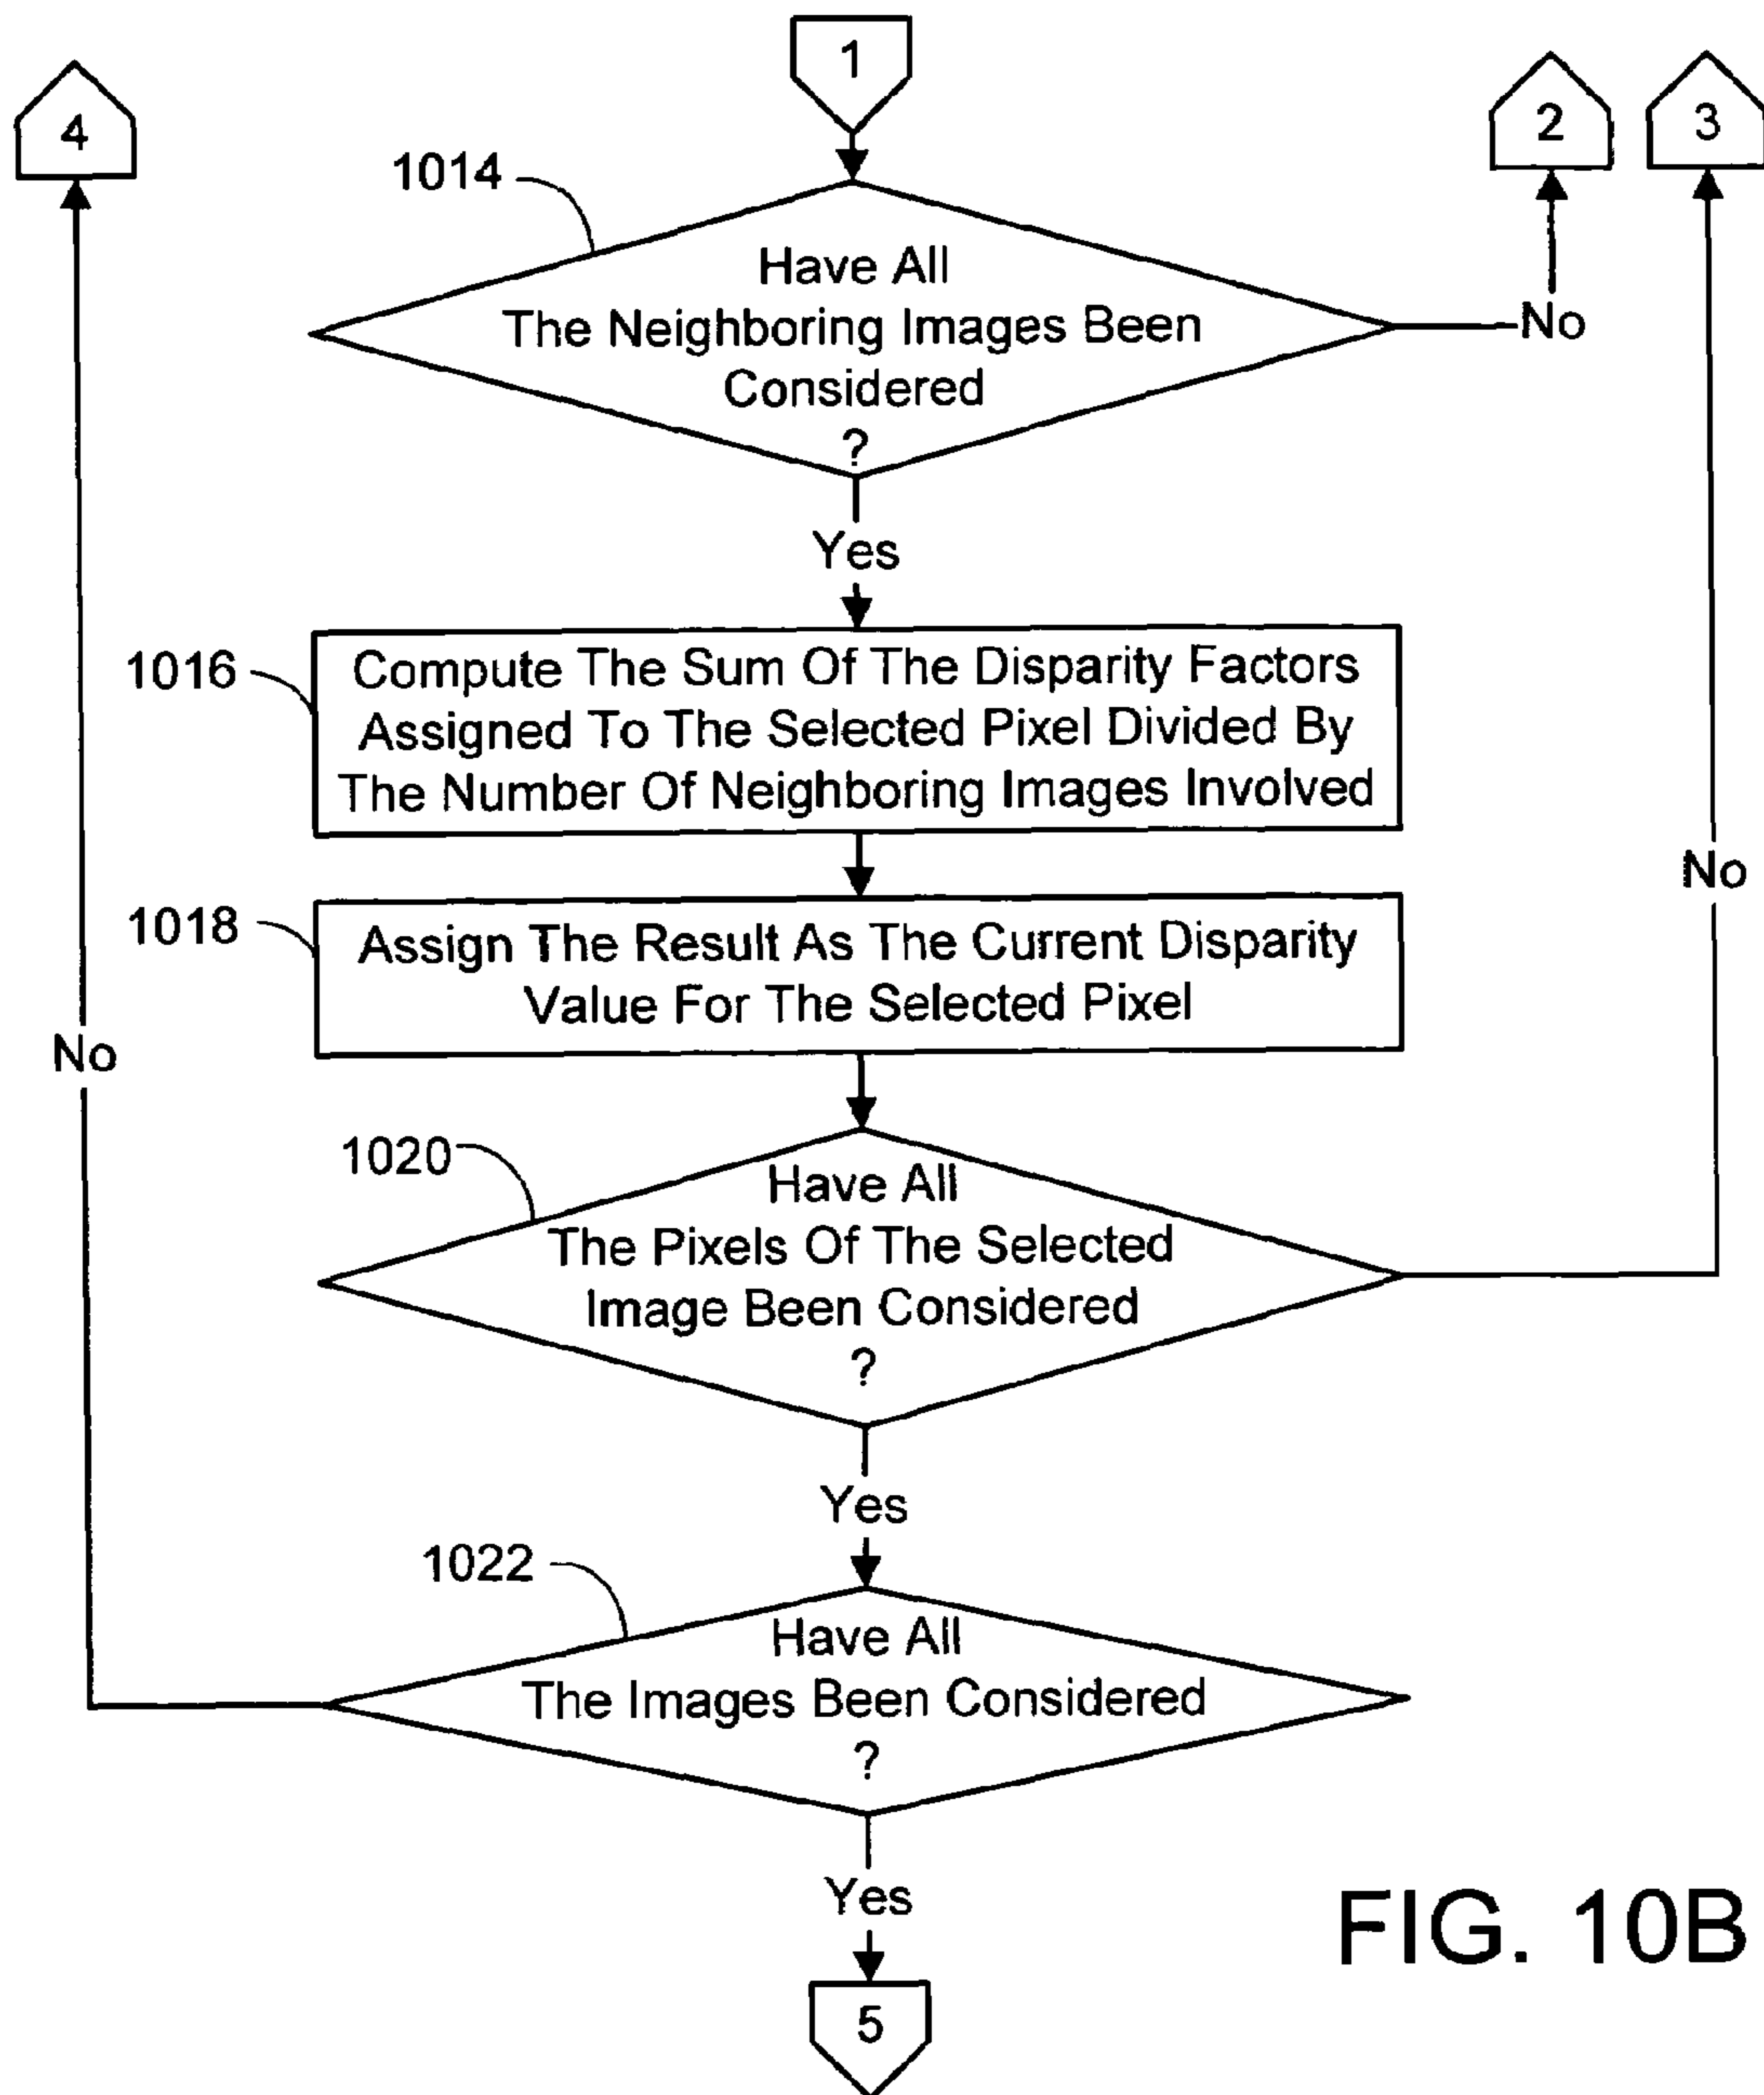 1
4
2
3
1014
Have All
The Neighboring Images Been
Considered
?
No
Yes
1016
Compute The Sum Of The Disparity Factors
Assigned To The Selected Pixel Divided By
The Number Of Neighboring Images Involved
No
1018
Assign The Result As The Current Disparity
Value For The Selected Pixel
No
1020
Have All
The Pixels Of The Selected
Image Been Considered
?
Yes
1022
Have All
The Images Been Considered
?
Yes
FIG. 10B
5